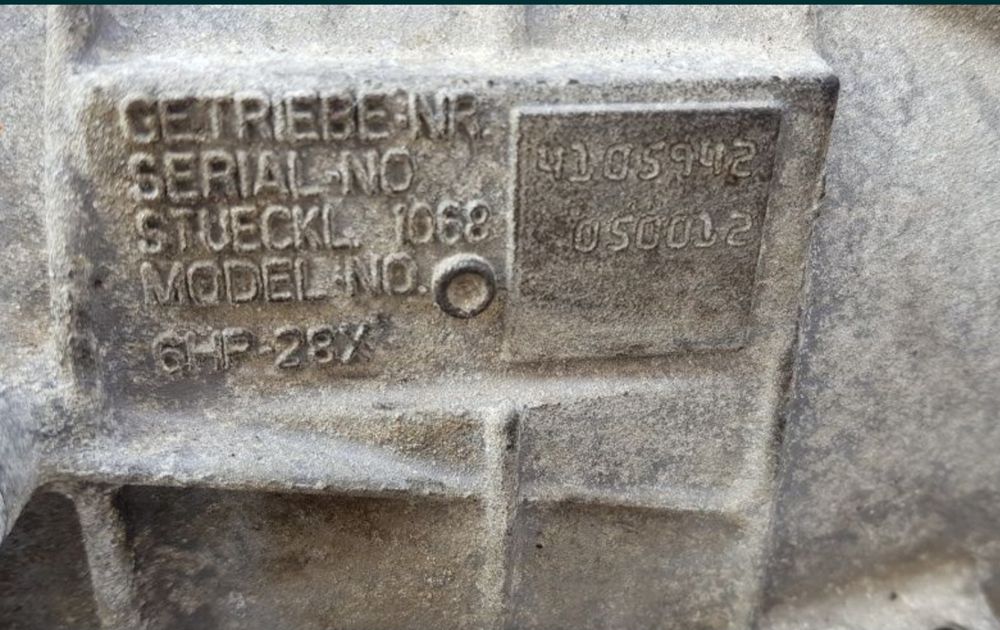 GETRIEBE-NR.
SERIAL-NO 4105942
STUECKL. 1068 050012
MODEL-NO.
6HP-28X